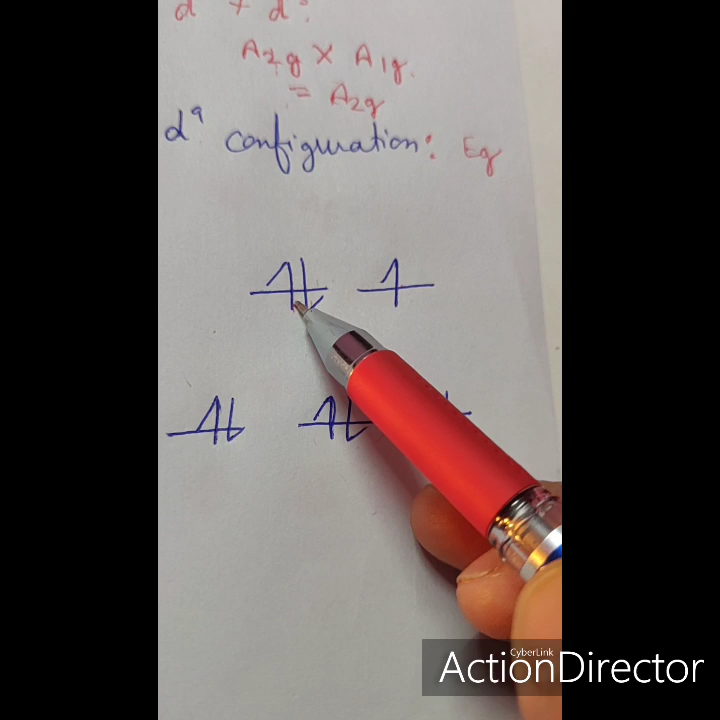 A2g × A1g.
= A2g
d⁹ configuration: Eg
CyberLink
ActionDirector